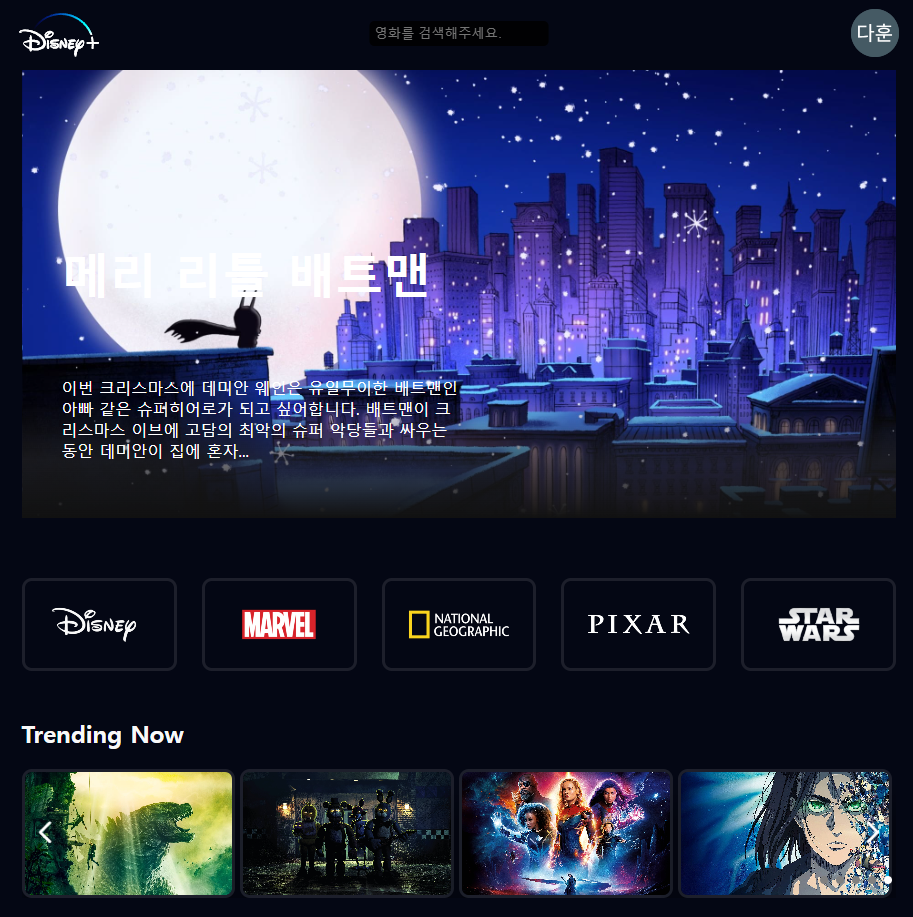 Disney+
영화를 검색해주세요.
다훈
메리 리틀 배트맨
이번 크리스마스에 데미안 웨인은 유일무이한 배트맨인
아빠 같은 슈퍼히어로가 되고 싶어합니다. 배트맨이 크
리스마스 이브에 고담의 최악의 슈퍼 악당들과 싸우는
동안 데미안이 집에 혼자...
Disney
MARVEL
NATIONAL
GEOGRAPHIC
PIXAR
STAR
WARS
Trending Now